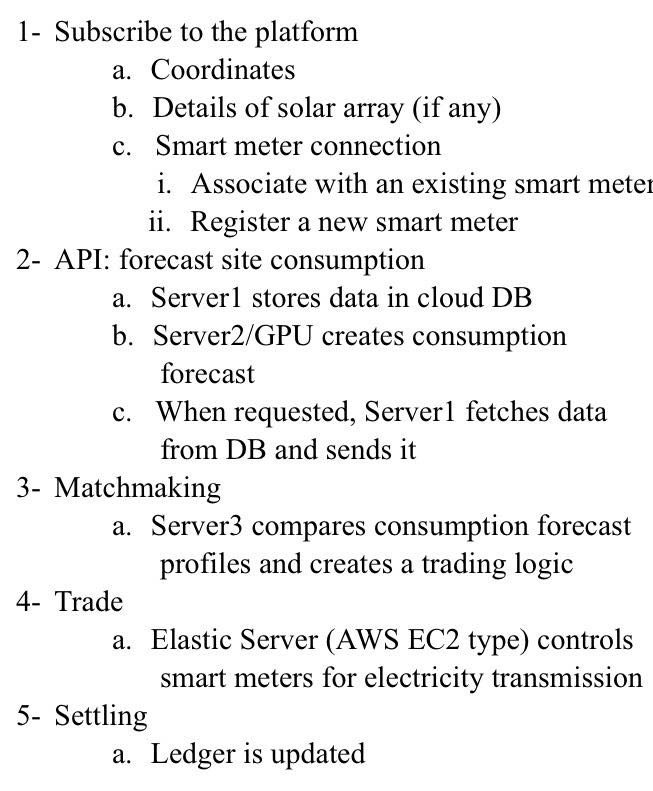 1- Subscribe to the platform
a. Coordinates
b. Details of solar array (if any)
c. Smart meter connection
i. Associate with an existing smart meter
ii. Register a new smart meter
2- API: forecast site consumption
a. Server1 stores data in cloud DB
b. Server2/GPU creates consumption
forecast
c. When requested, Server1 fetches data
from DB and sends it
3- Matchmaking
a. Server3 compares consumption forecast
profiles and creates a trading logic
4- Trade
a. Elastic Server (AWS EC2 type) controls
smart meters for electricity transmission
5- Settling
a. Ledger is updated